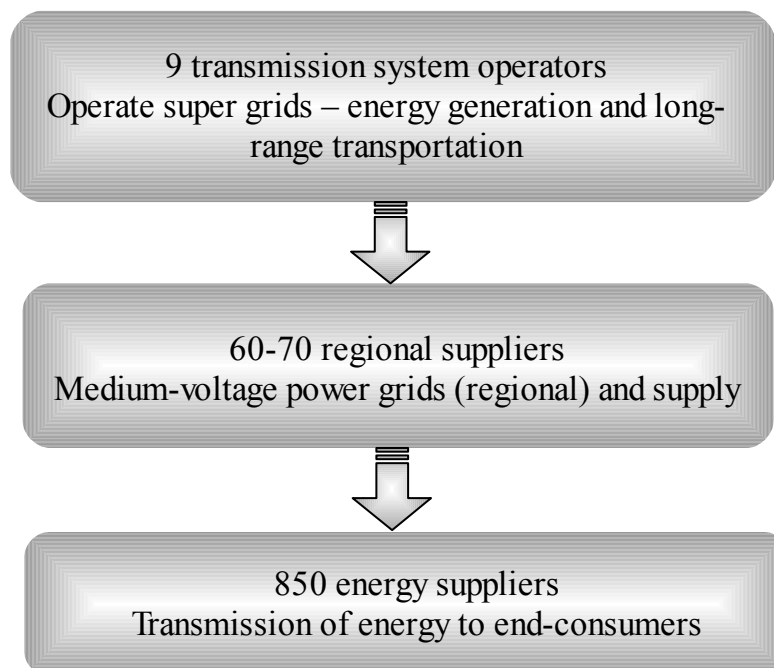 9 transmission system operators
Operate super grids – energy generation and long-
range transportation
60-70 regional suppliers
Medium-voltage power grids (regional) and supply
850 energy suppliers
Transmission of energy to end-consumers